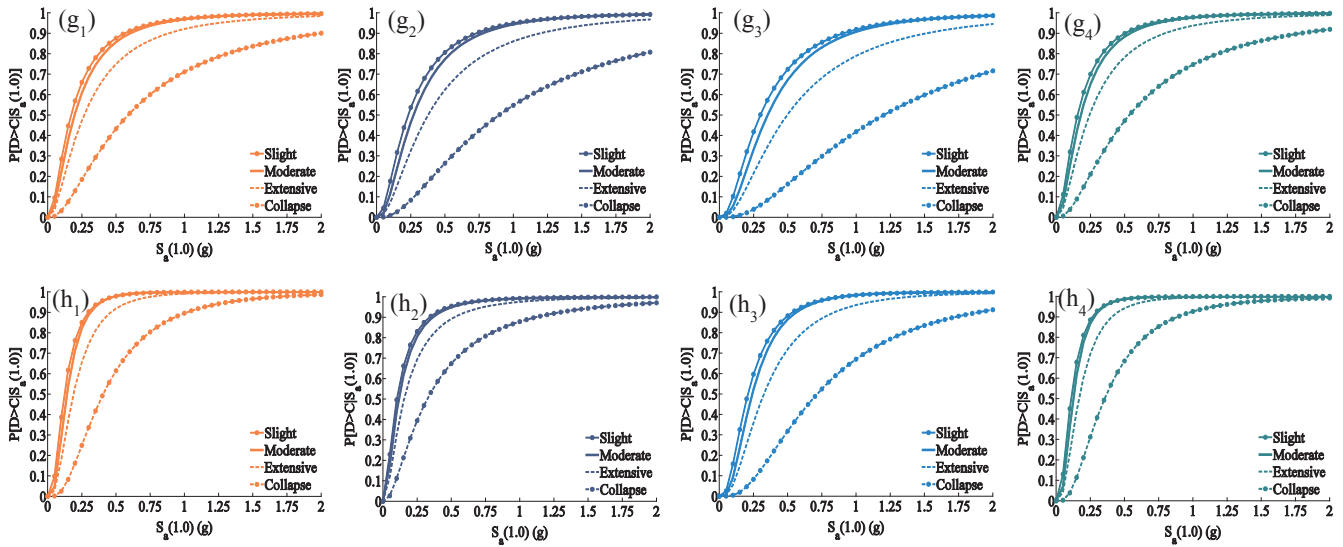 (g1)
P[D>C|Sa(1.0)]
1
0.9
0.8
0.7
0.6
0.5
0.4
0.3
0.2
0.1
0
Slight
Moderate
Extensive
Collapse
0 0.25 0.5 0.75 1 1.25 1.5 1.75 2
Sa(1.0) (g)
(g2)
P[D>C|Sa(1.0)]
1
0.9
0.8
0.7
0.6
0.5
0.4
0.3
0.2
0.1
0
Slight
Moderate
Extensive
Collapse
0 0.25 0.5 0.75 1 1.25 1.5 1.75 2
Sa(1.0) (g)
(g3)
P[D>C|Sa(1.0)]
1
0.9
0.8
0.7
0.6
0.5
0.4
0.3
0.2
0.1
0
Slight
Moderate
Extensive
Collapse
0 0.25 0.5 0.75 1 1.25 1.5 1.75 2
Sa(1.0) (g)
(g4)
P[D>C|Sa(1.0)]
1
0.9
0.8
0.7
0.6
0.5
0.4
0.3
0.2
0.1
0
Slight
Moderate
Extensive
Collapse
0 0.25 0.5 0.75 1 1.25 1.5 1.75 2
Sa(1.0) (g)
(h1)
P[D>C|Sa(1.0)]
1
0.9
0.8
0.7
0.6
0.5
0.4
0.3
0.2
0.1
0
Slight
Moderate
Extensive
Collapse
0 0.25 0.5 0.75 1 1.25 1.5 1.75 2
Sa(1.0) (g)
(h2)
P[D>C|Sa(1.0)]
1
0.9
0.8
0.7
0.6
0.5
0.4
0.3
0.2
0.1
0
Slight
Moderate
Extensive
Collapse
0 0.25 0.5 0.75 1 1.25 1.5 1.75 2
Sa(1.0) (g)
(h3)
P[D>C|Sa(1.0)]
1
0.9
0.8
0.7
0.6
0.5
0.4
0.3
0.2
0.1
0
Slight
Moderate
Extensive
Collapse
0 0.25 0.5 0.75 1 1.25 1.5 1.75 2
Sa(1.0) (g)
(h4)
P[D>C|Sa(1.0)]
1
0.9
0.8
0.7
0.6
0.5
0.4
0.3
0.2
0.1
0
Slight
Moderate
Extensive
Collapse
0 0.25 0.5 0.75 1 1.25 1.5 1.75 2
Sa(1.0) (g)